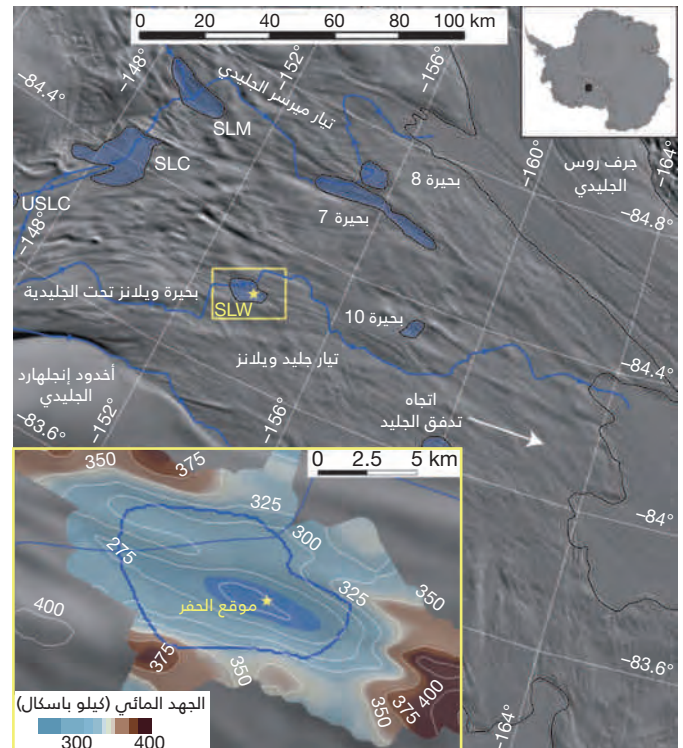 0 20 40 60 80 100 km
−148°
−152°
−156°
−84.4°
تيار ميرسر الجليدي
SLM
−160°
−164°
جرف روس
الجليدي
SLC
بحيرة 8
−84.8°
USLC
بحيرة 7
−148°
بحيرة ويلانز تحت الجليدية
SLW
بحيرة 10
تيار جليد ويلانز
−84.4°
أخدود إنجلهارد
الجليدي
−152°
−156°
اتجاه
تدفق الجليد
−83.6°
−84°
0 2.5 5 km
350
375
325
300
275
325
350
موقع الحفر
400
375
350
350
375
400
−83.6°
−164°
الجهد المائي (كيلو باسكال)
300 400